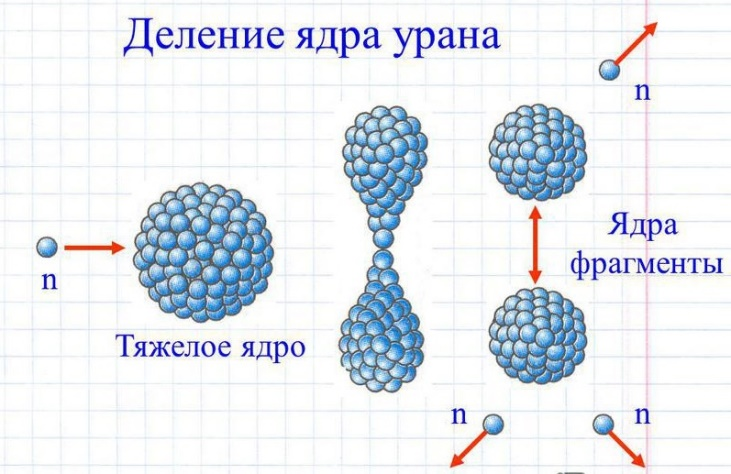 Деление ядра урана
n
n
Тяжелое ядро
Ядра
фрагменты
n
n